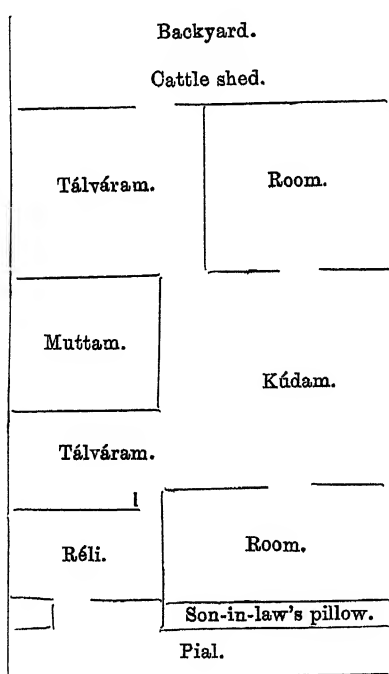 Backyard.
Cattle shed.
Tálváram.
Room.
Muttam.
Kúdam.
Tálváram.
Réli.
Room.
Son-in-law's pillow.
Pial.